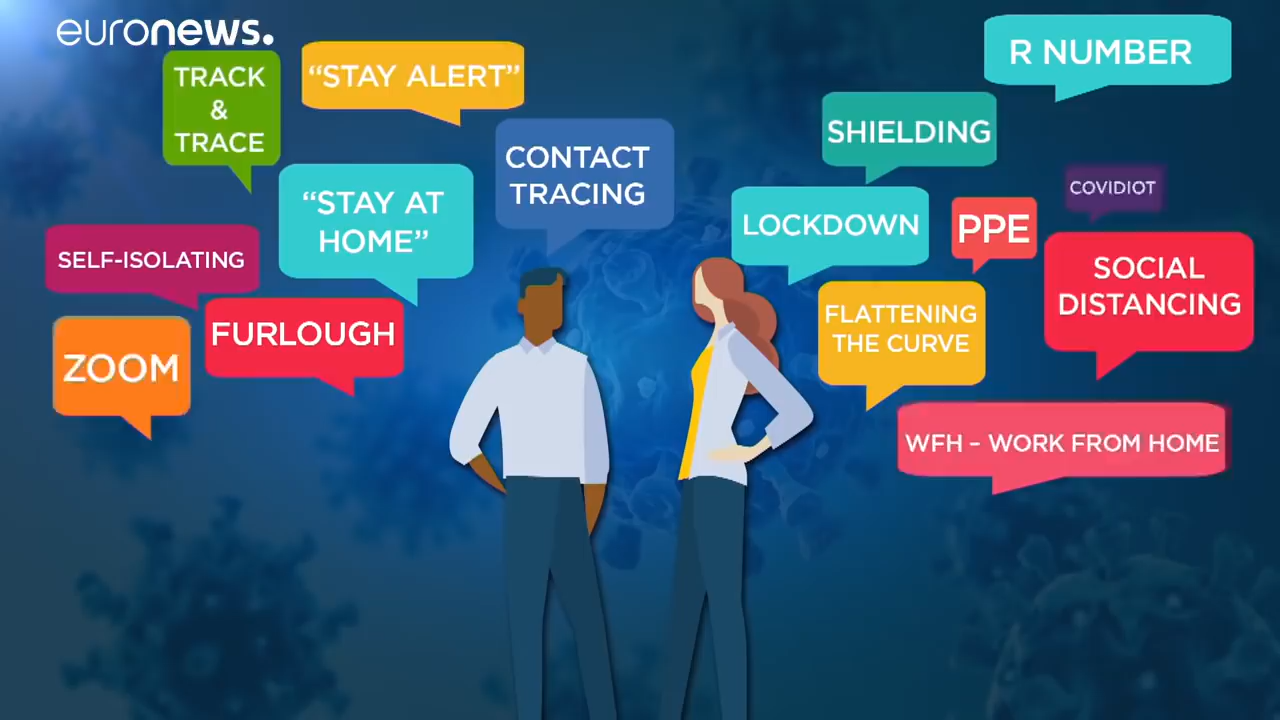 euronews.
TRACK
&
TRACE
“STAY ALERT”
R NUMBER
CONTACT
TRACING
SHIELDING
“STAY AT
HOME”
LOCKDOWN
PPE
COVIDIOT
SELF-ISOLATING
SOCIAL
DISTANCING
ZOOM
FURLOUGH
FLATTENING
THE CURVE
WFH – WORK FROM HOME